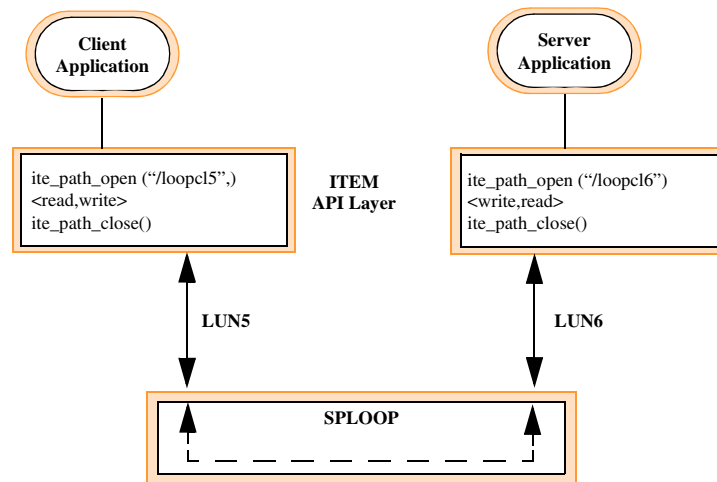 Client
Application
Server
Application
ite_path_open (“/loopcl5”,)
<read,write>
ite_path_close()
ITEM
API Layer
ite_path_open (“/loopcl6”)
<write,read>
ite_path_close()
LUN5
LUN6
SPLOOP